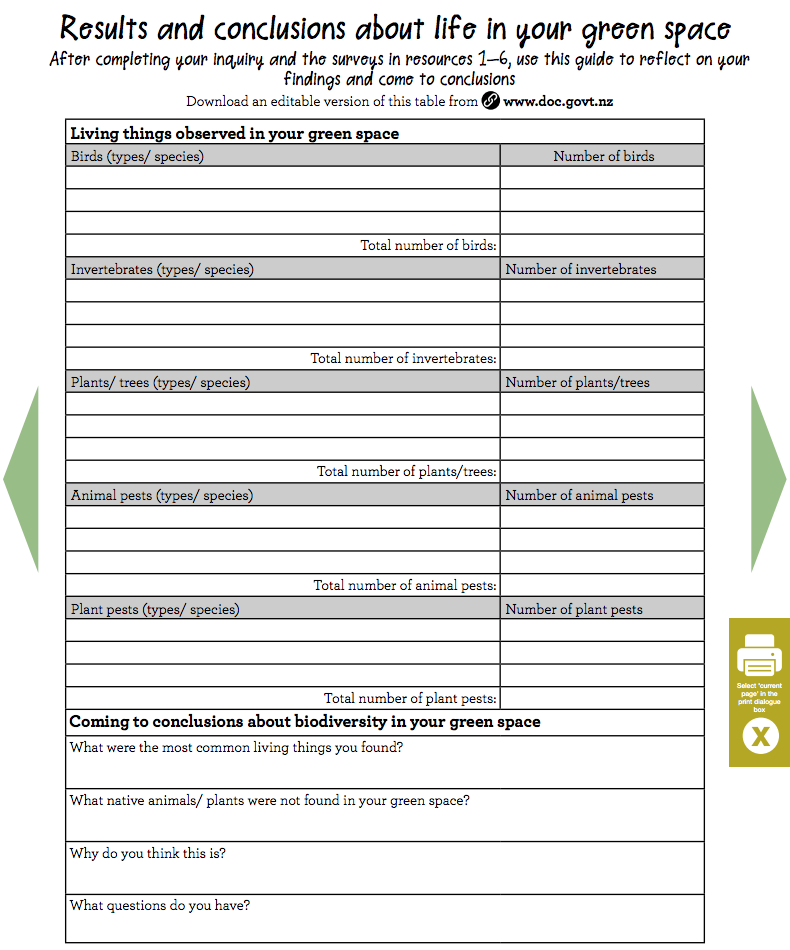 Results and conclusions about life in your green space
After completing your inquiry and the surveys in resources 1–6, use this guide to reflect on your
findings and come to conclusions
Download an editable version of this table from www.doc.govt.nz
Living things observed in your green space
Birds (types/ species) Number of birds
Total number of birds:
Invertebrates (types/ species) Number of invertebrates
Total number of invertebrates:
Plants/ trees (types/ species) Number of plants/trees
Total number of plants/trees:
Animal pests (types/ species) Number of animal pests
Total number of animal pests:
Plant pests (types/ species) Number of plant pests
Total number of plant pests:
Coming to conclusions about biodiversity in your green space
What were the most common living things you found?
What native animals/ plants were not found in your green space?
Why do you think this is?
What questions do you have?
Select 'current
page' in the
print dialogue
box
X